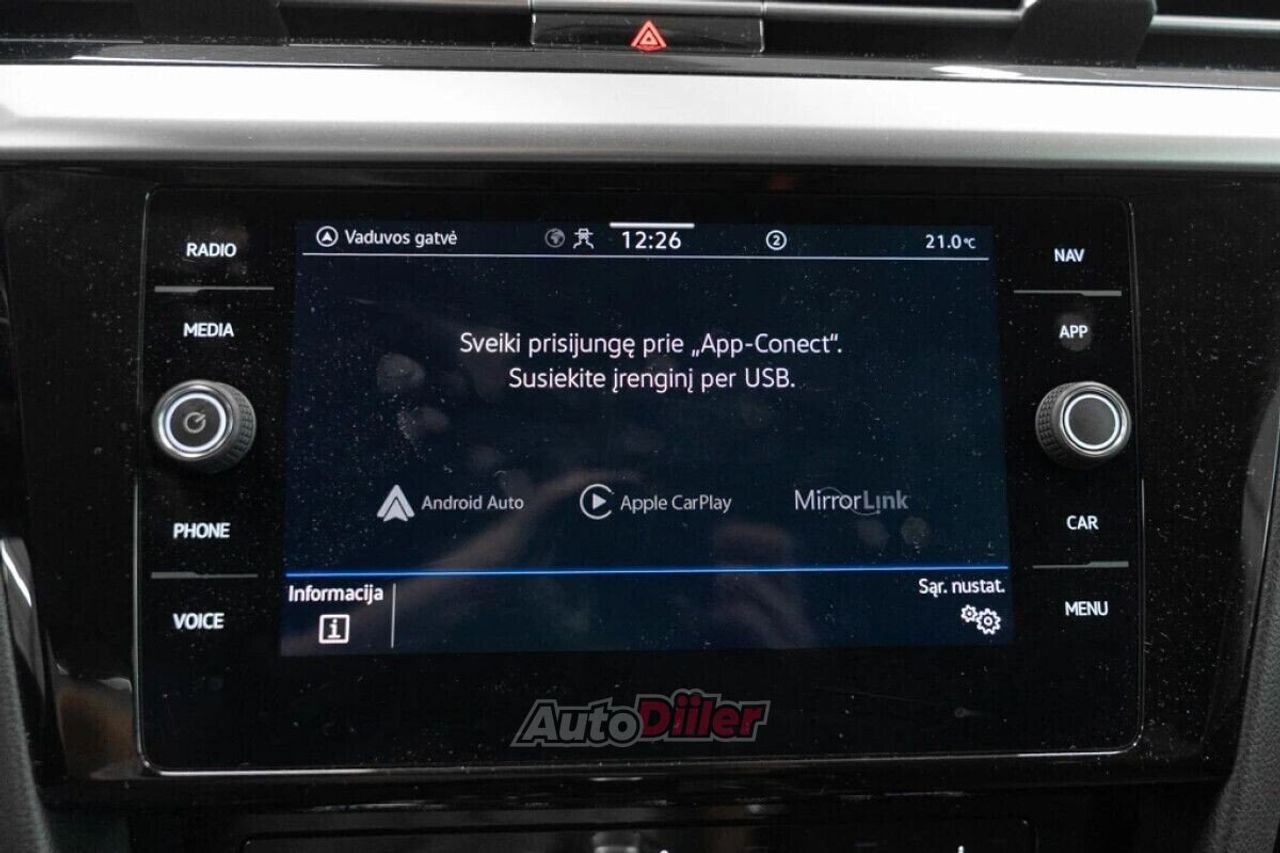 Vaduvos gatvė 12:26 2 21.0°C
RADIO
MEDIA
PHONE
VOICE
Sveiki prisijungę prie „App-Conect“.
Susiekite įrenginį per USB.
Android Auto Apple CarPlay MirrorLink
Informacija
i
Sąr. nustat.
NAV
APP
CAR
MENU
AutoDiiler